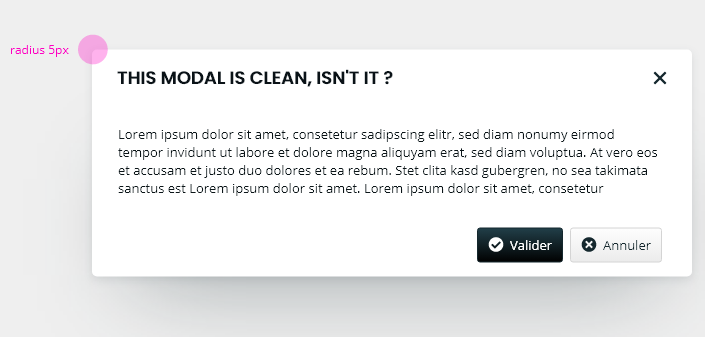 radius 5px
THIS MODAL IS CLEAN, ISN'T IT ?
Lorem ipsum dolor sit amet, consetetur sadipscing elitr, sed diam nonumy eirmod
tempor invidunt ut labore et dolore magna aliquyam erat, sed diam voluptua. At vero eos
et accusam et justo duo dolores et ea rebum. Stet clita kasd gubergren, no sea takimata
sanctus est Lorem ipsum dolor sit amet. Lorem ipsum dolor sit amet, consetetur
Valider
Annuler